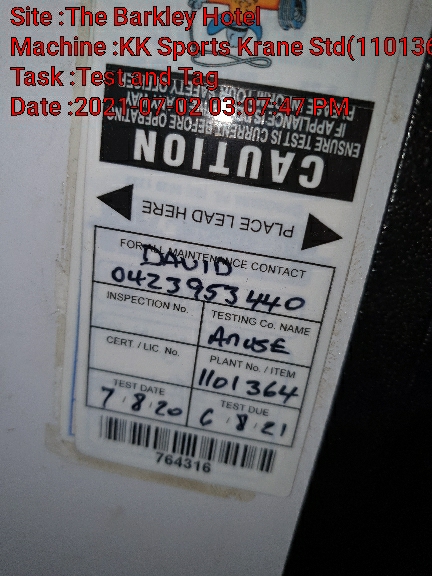 Site :The Barkley Hotel
Machine :KK Sports Krane Std(110136
Task :Test and Tag
Date :2021-07-02 03:07:47 PM
ENSURE TEST IS CURRENT BEFORE OPERATING
CAUTION
PLACE LEAD HERE
FOR ALL MAINTENANCE CONTACT
DAVID
0423953440
INSPECTION No.
TESTING Co. NAME
AMUSE
CERT / LIC. No.
PLANT No. / ITEM
1101364
TEST DATE
7/8/20
TEST DUE
6/8/21
764316